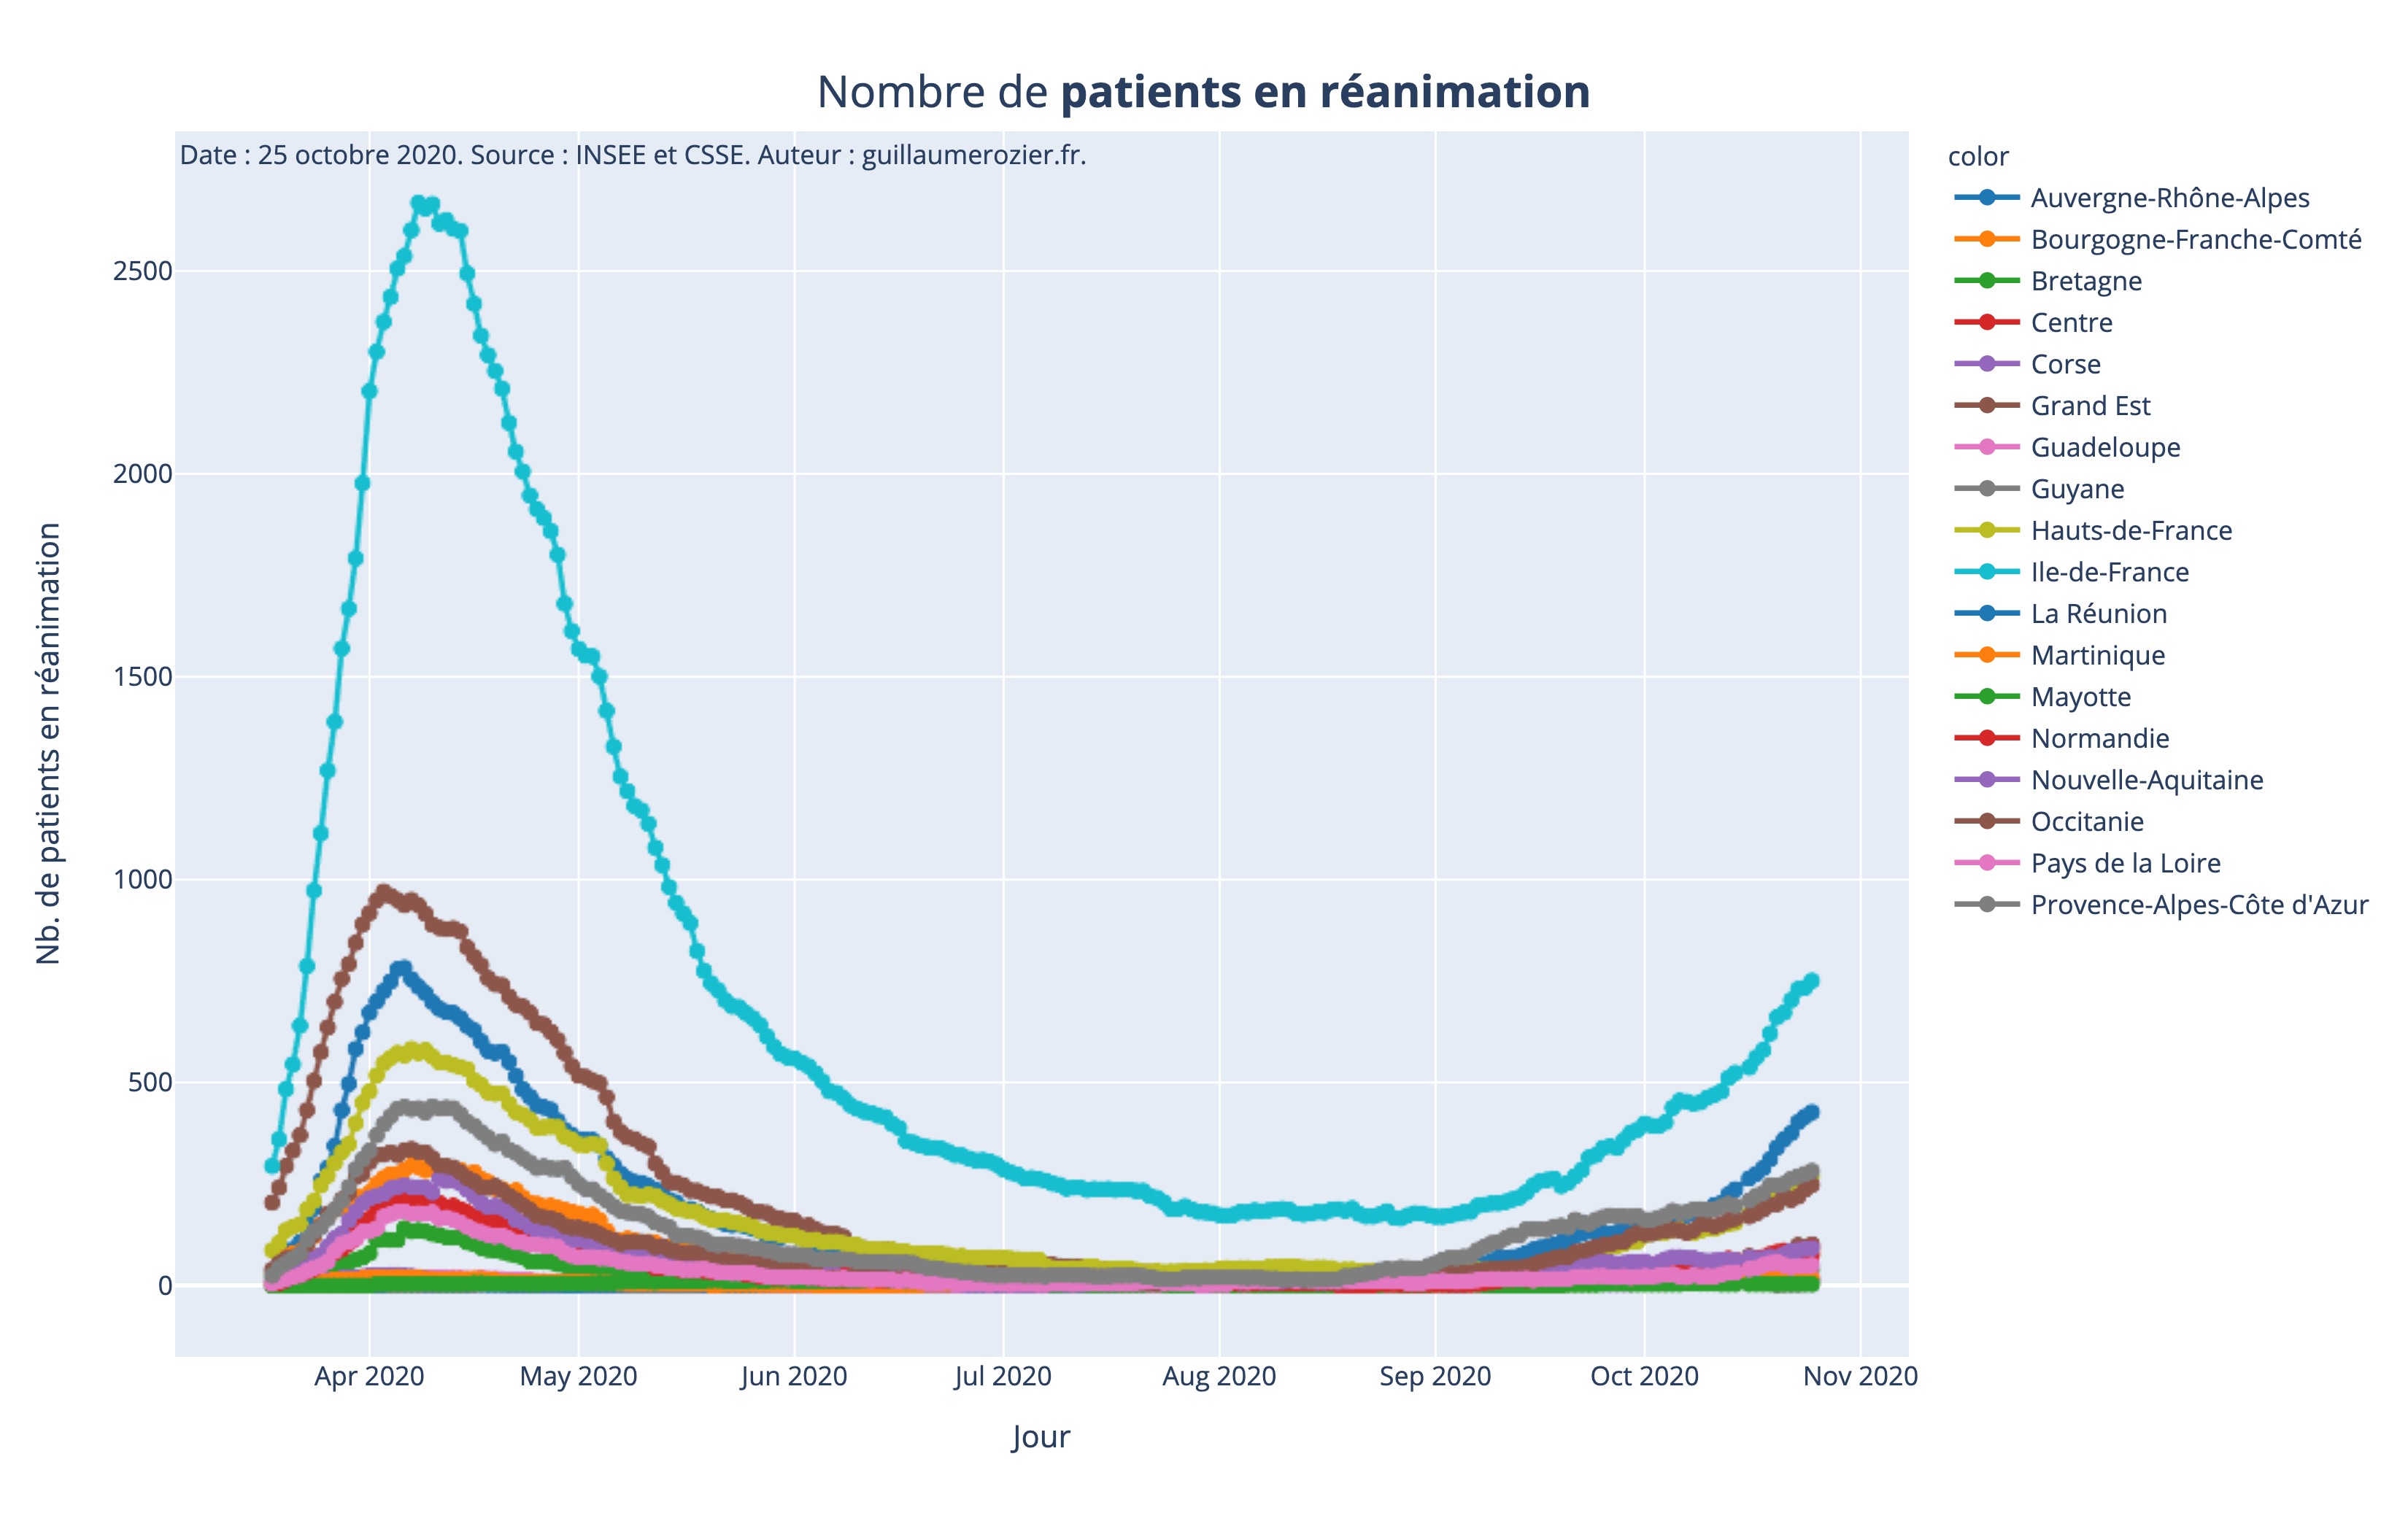 Nombre de patients en réanimation
Date : 25 octobre 2020. Source : INSEE et CSSE. Auteur : guillaumerozier.fr.
Nb. de patients en réanimation
2500
2000
1500
1000
500
0
Apr 2020
May 2020
Jun 2020
Jul 2020
Aug 2020
Sep 2020
Oct 2020
Nov 2020
Jour
color
Auvergne-Rhône-Alpes
Bourgogne-Franche-Comté
Bretagne
Centre
Corse
Grand Est
Guadeloupe
Guyane
Hauts-de-France
Ile-de-France
La Réunion
Martinique
Mayotte
Normandie
Nouvelle-Aquitaine
Occitanie
Pays de la Loire
Provence-Alpes-Côte d'Azur